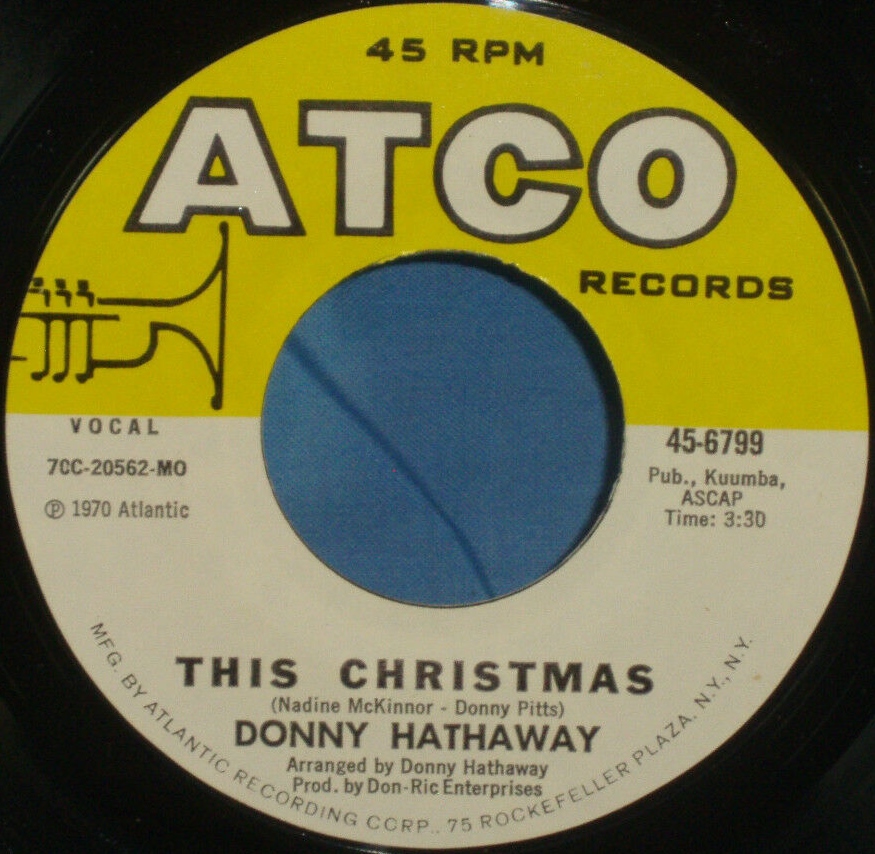 45 RPM
ATCO
RECORDS
VOCAL
7CC-20562-MO
℗ 1970 Atlantic
45-6799
Pub., Kuumba,
ASCAP
Time: 3:30
THIS CHRISTMAS
(Nadine McKinnor - Donny Pitts)
DONNY HATHAWAY
Arranged by Donny Hathaway
Prod. by Don-Ric Enterprises
MFG. BY ATLANTIC RECORDING CORP., 75 ROCKEFELLER PLAZA, N.Y., N.Y.